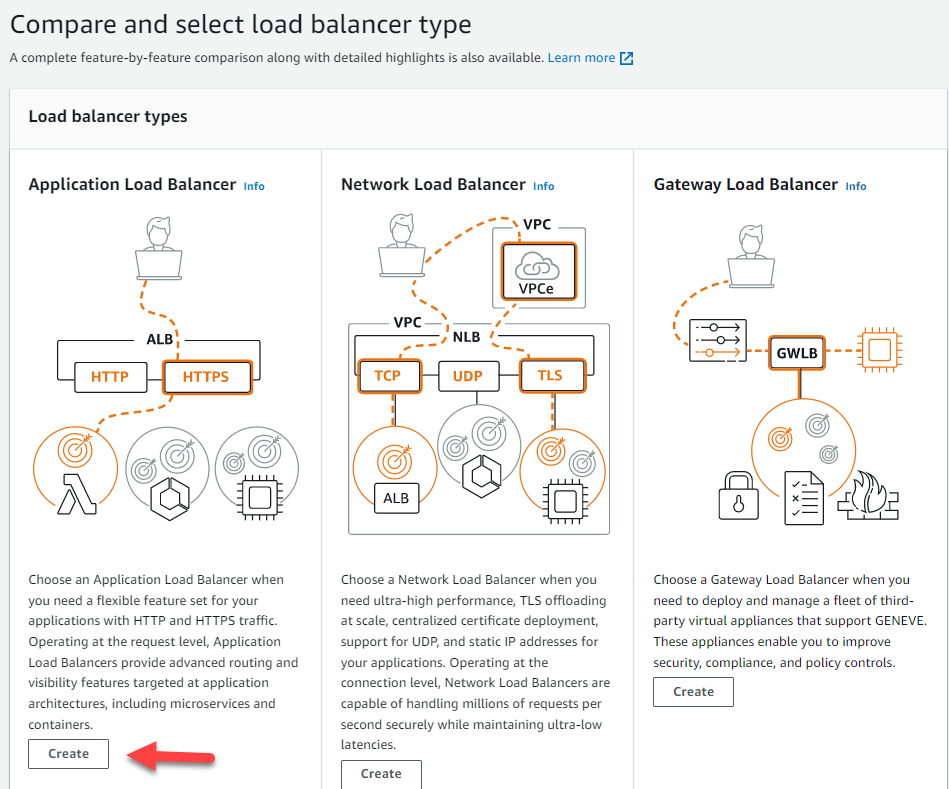 Compare and select load balancer type
A complete feature-by-feature comparison along with detailed highlights is also available. Learn more
Load balancer types
Application Load Balancer Info
ALB
HTTP
HTTPS
Choose an Application Load Balancer when
you need a flexible feature set for your
applications with HTTP and HTTPS traffic.
Operating at the request level, Application
Load Balancers provide advanced routing and
visibility features targeted at application
architectures, including microservices and
containers.
Create
Network Load Balancer Info
VPC
VPCe
VPC
NLB
TCP
UDP
TLS
ALB
Choose a Network Load Balancer when you
need ultra-high performance, TLS offloading
at scale, centralized certificate deployment,
support for UDP, and static IP addresses for
your applications. Operating at the
connection level, Network Load Balancers are
capable of handling millions of requests per
second securely while maintaining ultra-low
latencies.
Create
Gateway Load Balancer Info
GWLB
Choose a Gateway Load Balancer when you
need to deploy and manage a fleet of third-
party virtual appliances that support GENEVE.
These appliances enable you to improve
security, compliance, and policy controls.
Create